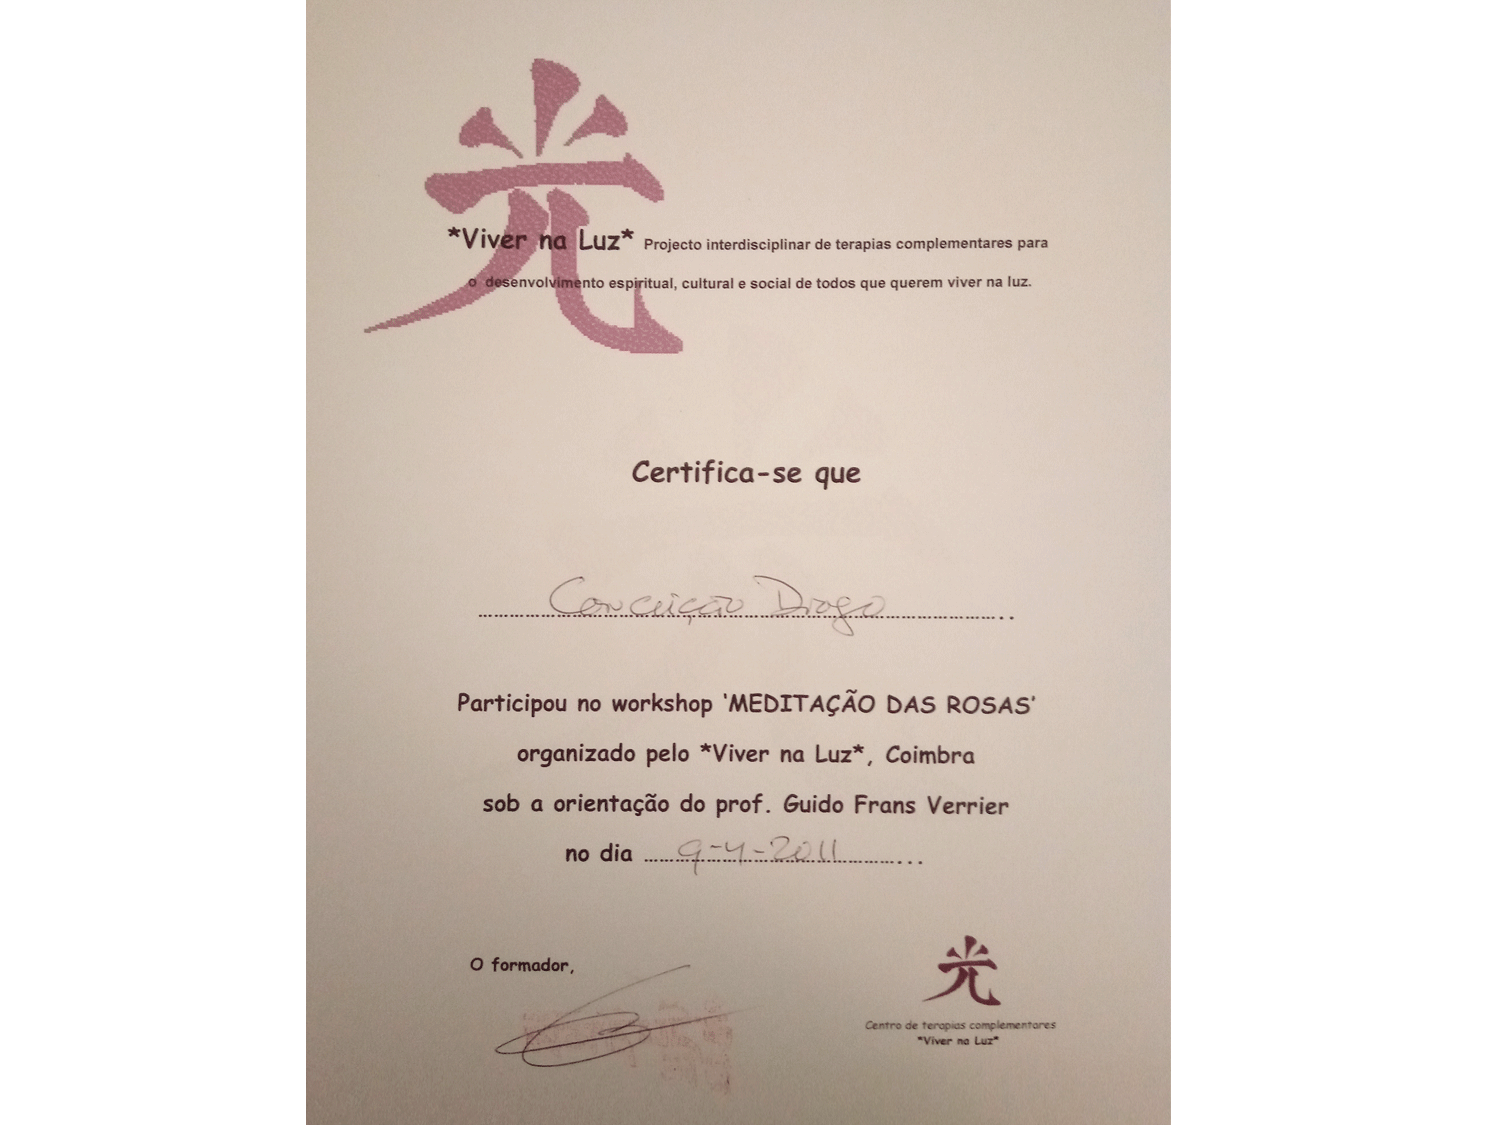 光
*Viver na Luz* Projecto interdisciplinar de terapias complementares para
o desenvolvimento espiritual, cultural e social de todos que querem viver na luz.
Certifica-se que
Conceição Diogo
Participou no workshop ‘MEDITAÇÃO DAS ROSAS’
organizado pelo *Viver na Luz*, Coimbra
sob a orientação do prof. Guido Frans Verrier
no dia ......9-4-2011......
O formador,
光
Centro de terapias complementares
*Viver na Luz*